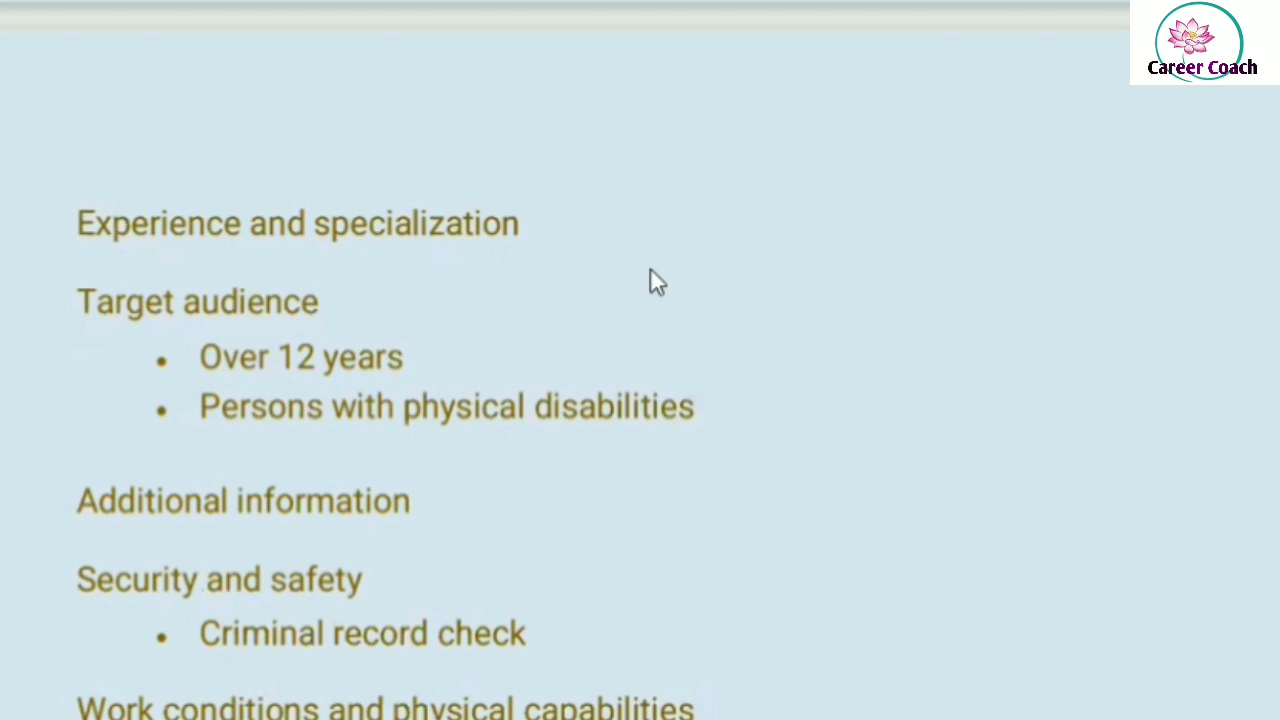 Career Coach
Experience and specialization
Target audience
• Over 12 years
• Persons with physical disabilities
Additional information
Security and safety
• Criminal record check
Work conditions and physical capabilities